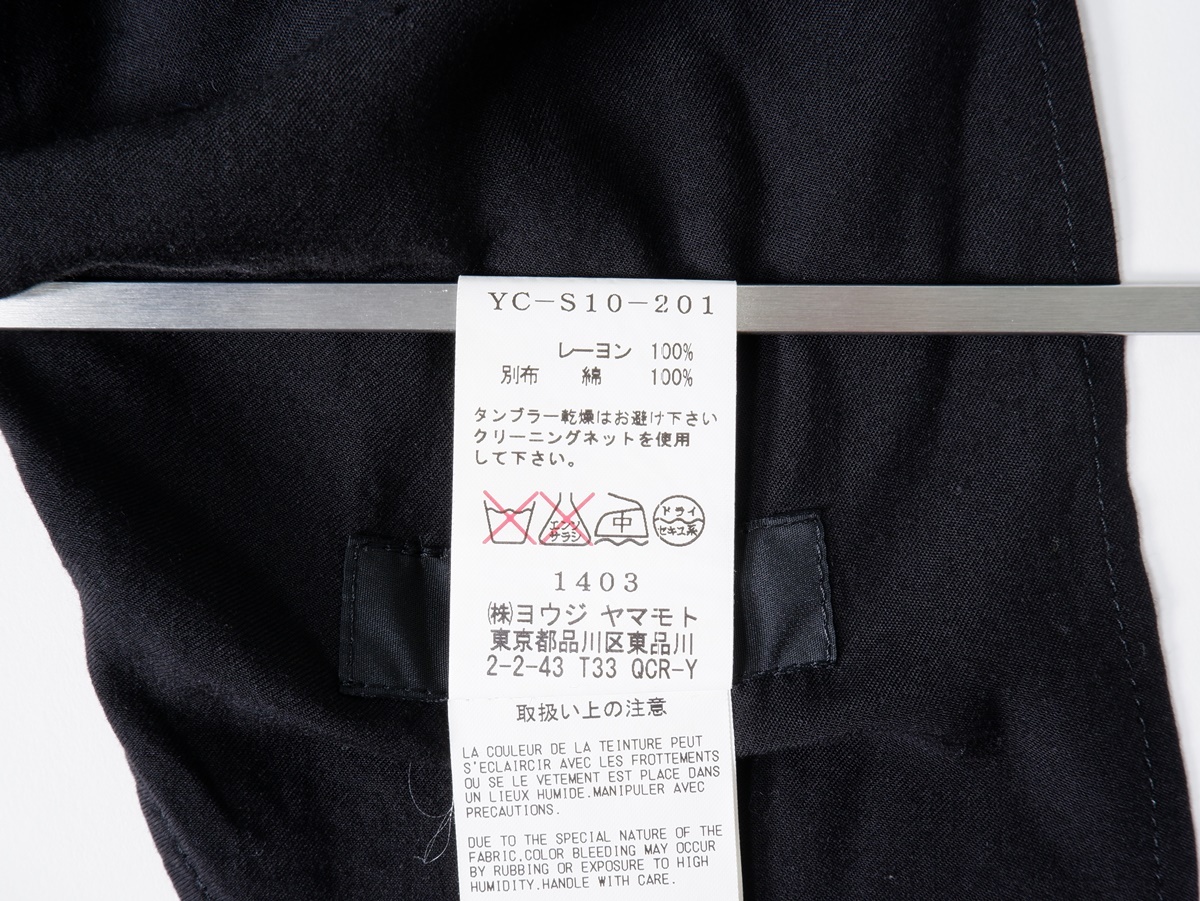 YC-S10-201
レーヨン 100%
別布 綿 100%
タンブラー乾燥はお避け下さい
クリーニングネットを使用
して下さい。
エンソ サラシ 中 ドライ セキユ系
1403
㈱ヨウジ ヤマモト
東京都品川区東品川
2-2-43 T33 QCR-Y
取扱い上の注意
LA COULEUR DE LA TEINTURE PEUT
S'ECLAIRCIR AVEC LES FROTTEMENTS
OU SE LE VETEMENT EST PLACE DANS
UN LIEUX HUMIDE.MANIPULER AVEC
PRECAUTIONS.
DUE TO THE SPECIAL NATURE OF THE
FABRIC,COLOR BLEEDING MAY OCCUR
BY RUBBING OR EXPOSURE TO HIGH
HUMIDITY.HANDLE WITH CARE.